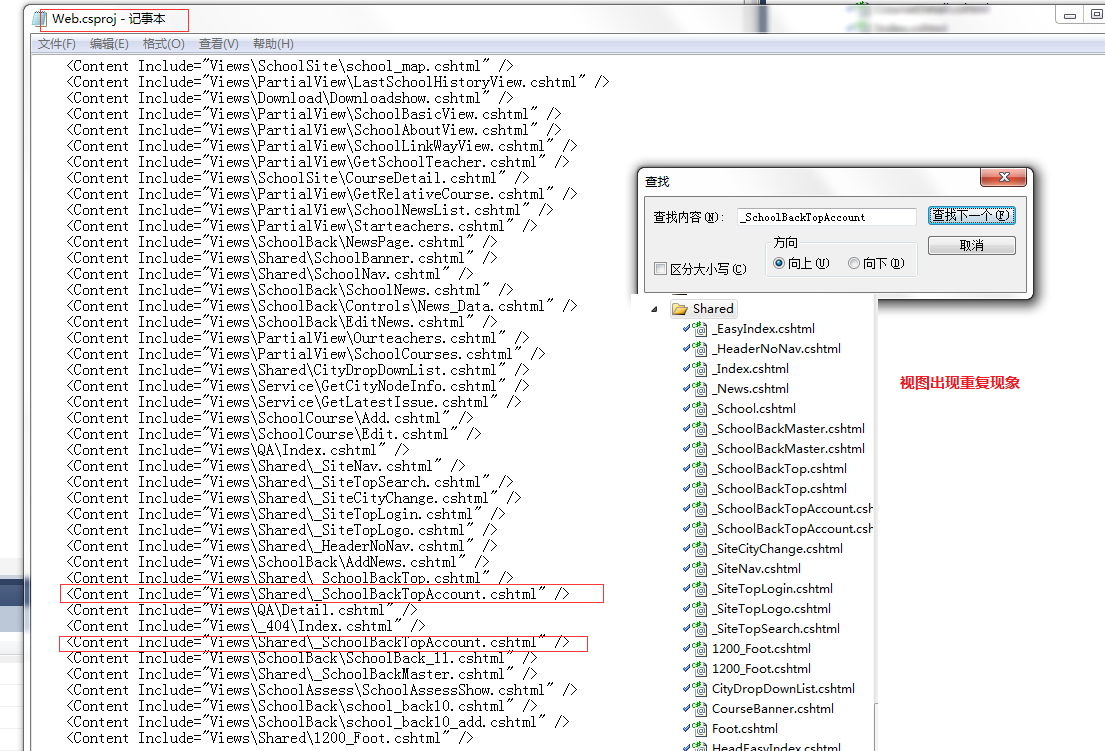 Web.csproj - 记事本
文件(F) 编辑(E) 格式(O) 查看(V) 帮助(H)
<Content Include="Views\SchoolSite\school_map.cshtml" />
<Content Include="Views\PartialView\LastSchoolHistoryView.cshtml" />
<Content Include="Views\Download\Downloadshow.cshtml" />
<Content Include="Views\PartialView\SchoolBasicView.cshtml" />
<Content Include="Views\PartialView\SchoolAboutView.cshtml" />
<Content Include="Views\PartialView\SchoolLinkWayView.cshtml" />
<Content Include="Views\PartialView\GetSchoolTeacher.cshtml" />
<Content Include="Views\SchoolSite\CourseDetail.cshtml" />
<Content Include="Views\PartialView\GetRelativeCourse.cshtml" />
<Content Include="Views\PartialView\SchoolNewsList.cshtml" />
<Content Include="Views\PartialView\Starteachers.cshtml" />
<Content Include="Views\SchoolBack\NewsPage.cshtml" />
<Content Include="Views\Shared\SchoolBanner.cshtml" />
<Content Include="Views\Shared\SchoolNav.cshtml" />
<Content Include="Views\SchoolBack\SchoolNews.cshtml" />
<Content Include="Views\SchoolBack\Controls\News_Data.cshtml" />
<Content Include="Views\SchoolBack\EditNews.cshtml" />
<Content Include="Views\PartialView\Ourteachers.cshtml" />
<Content Include="Views\PartialView\SchoolCourses.cshtml" />
<Content Include="Views\Shared\CityDropDownList.cshtml" />
<Content Include="Views\Service\GetCityNodeInfo.cshtml" />
<Content Include="Views\Service\GetLatestIssue.cshtml" />
<Content Include="Views\SchoolCourse\Add.cshtml" />
<Content Include="Views\SchoolCourse\Edit.cshtml" />
<Content Include="Views\QA\Index.cshtml" />
<Content Include="Views\Shared\_SiteNav.cshtml" />
<Content Include="Views\Shared\_SiteTopSearch.cshtml" />
<Content Include="Views\Shared\_SiteCityChange.cshtml" />
<Content Include="Views\Shared\_SiteTopLogin.cshtml" />
<Content Include="Views\Shared\_SiteTopLogo.cshtml" />
<Content Include="Views\Shared\_HeaderNoNav.cshtml" />
<Content Include="Views\SchoolBack\AddNews.cshtml" />
<Content Include="Views\Shared\_SchoolBackTop.cshtml" />
<Content Include="Views\Shared\_SchoolBackTopAccount.cshtml" />
<Content Include="Views\QA\Detail.cshtml" />
<Content Include="Views\_404\Index.cshtml" />
<Content Include="Views\Shared\_SchoolBackTopAccount.cshtml" />
<Content Include="Views\SchoolBack\SchoolBack_11.cshtml" />
<Content Include="Views\Shared\_SchoolBackMaster.cshtml" />
<Content Include="Views\SchoolAssess\SchoolAssessShow.cshtml" />
<Content Include="Views\SchoolBack\school_back10.cshtml" />
<Content Include="Views\SchoolBack\school_back10_add.cshtml" />
<Content Include="Views\Shared\1200_Foot.cshtml" />
查找
查找内容(N): _SchoolBackTopAccount 查找下一个(F)
方向 取消
区分大小写(C) 向上(U) 向下(D)
Shared
_EasyIndex.cshtml
_HeaderNoNav.cshtml
_Index.cshtml
_News.cshtml
_School.cshtml
_SchoolBackMaster.cshtml
_SchoolBackMaster.cshtml
_SchoolBackTop.cshtml
_SchoolBackTop.cshtml
_SchoolBackTopAccount.csh
_SchoolBackTopAccount.csh
_SiteCityChange.cshtml
_SiteNav.cshtml
_SiteTopLogin.cshtml
_SiteTopLogo.cshtml
_SiteTopSearch.cshtml
1200_Foot.cshtml
1200_Foot.cshtml
CityDropDownList.cshtml
CourseBanner.cshtml
Foot.cshtml
HeadEasyIndex.cshtml
视图出现重复现象